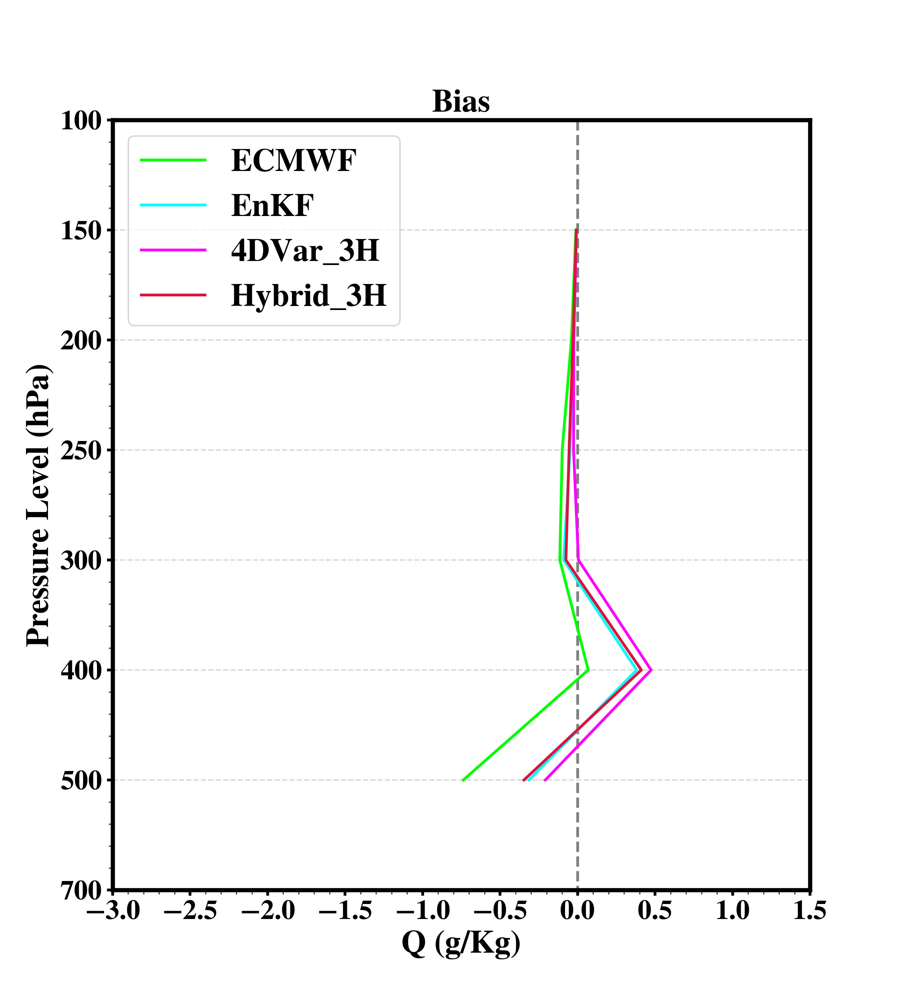 Bias
100
150
200
250
300
400
500
700
Pressure Level (hPa)
ECMWF
EnKF
4DVar_3H
Hybrid_3H
−3.0 −2.5 −2.0 −1.5 −1.0 −0.5 0.0 0.5 1.0 1.5
Q (g/Kg)